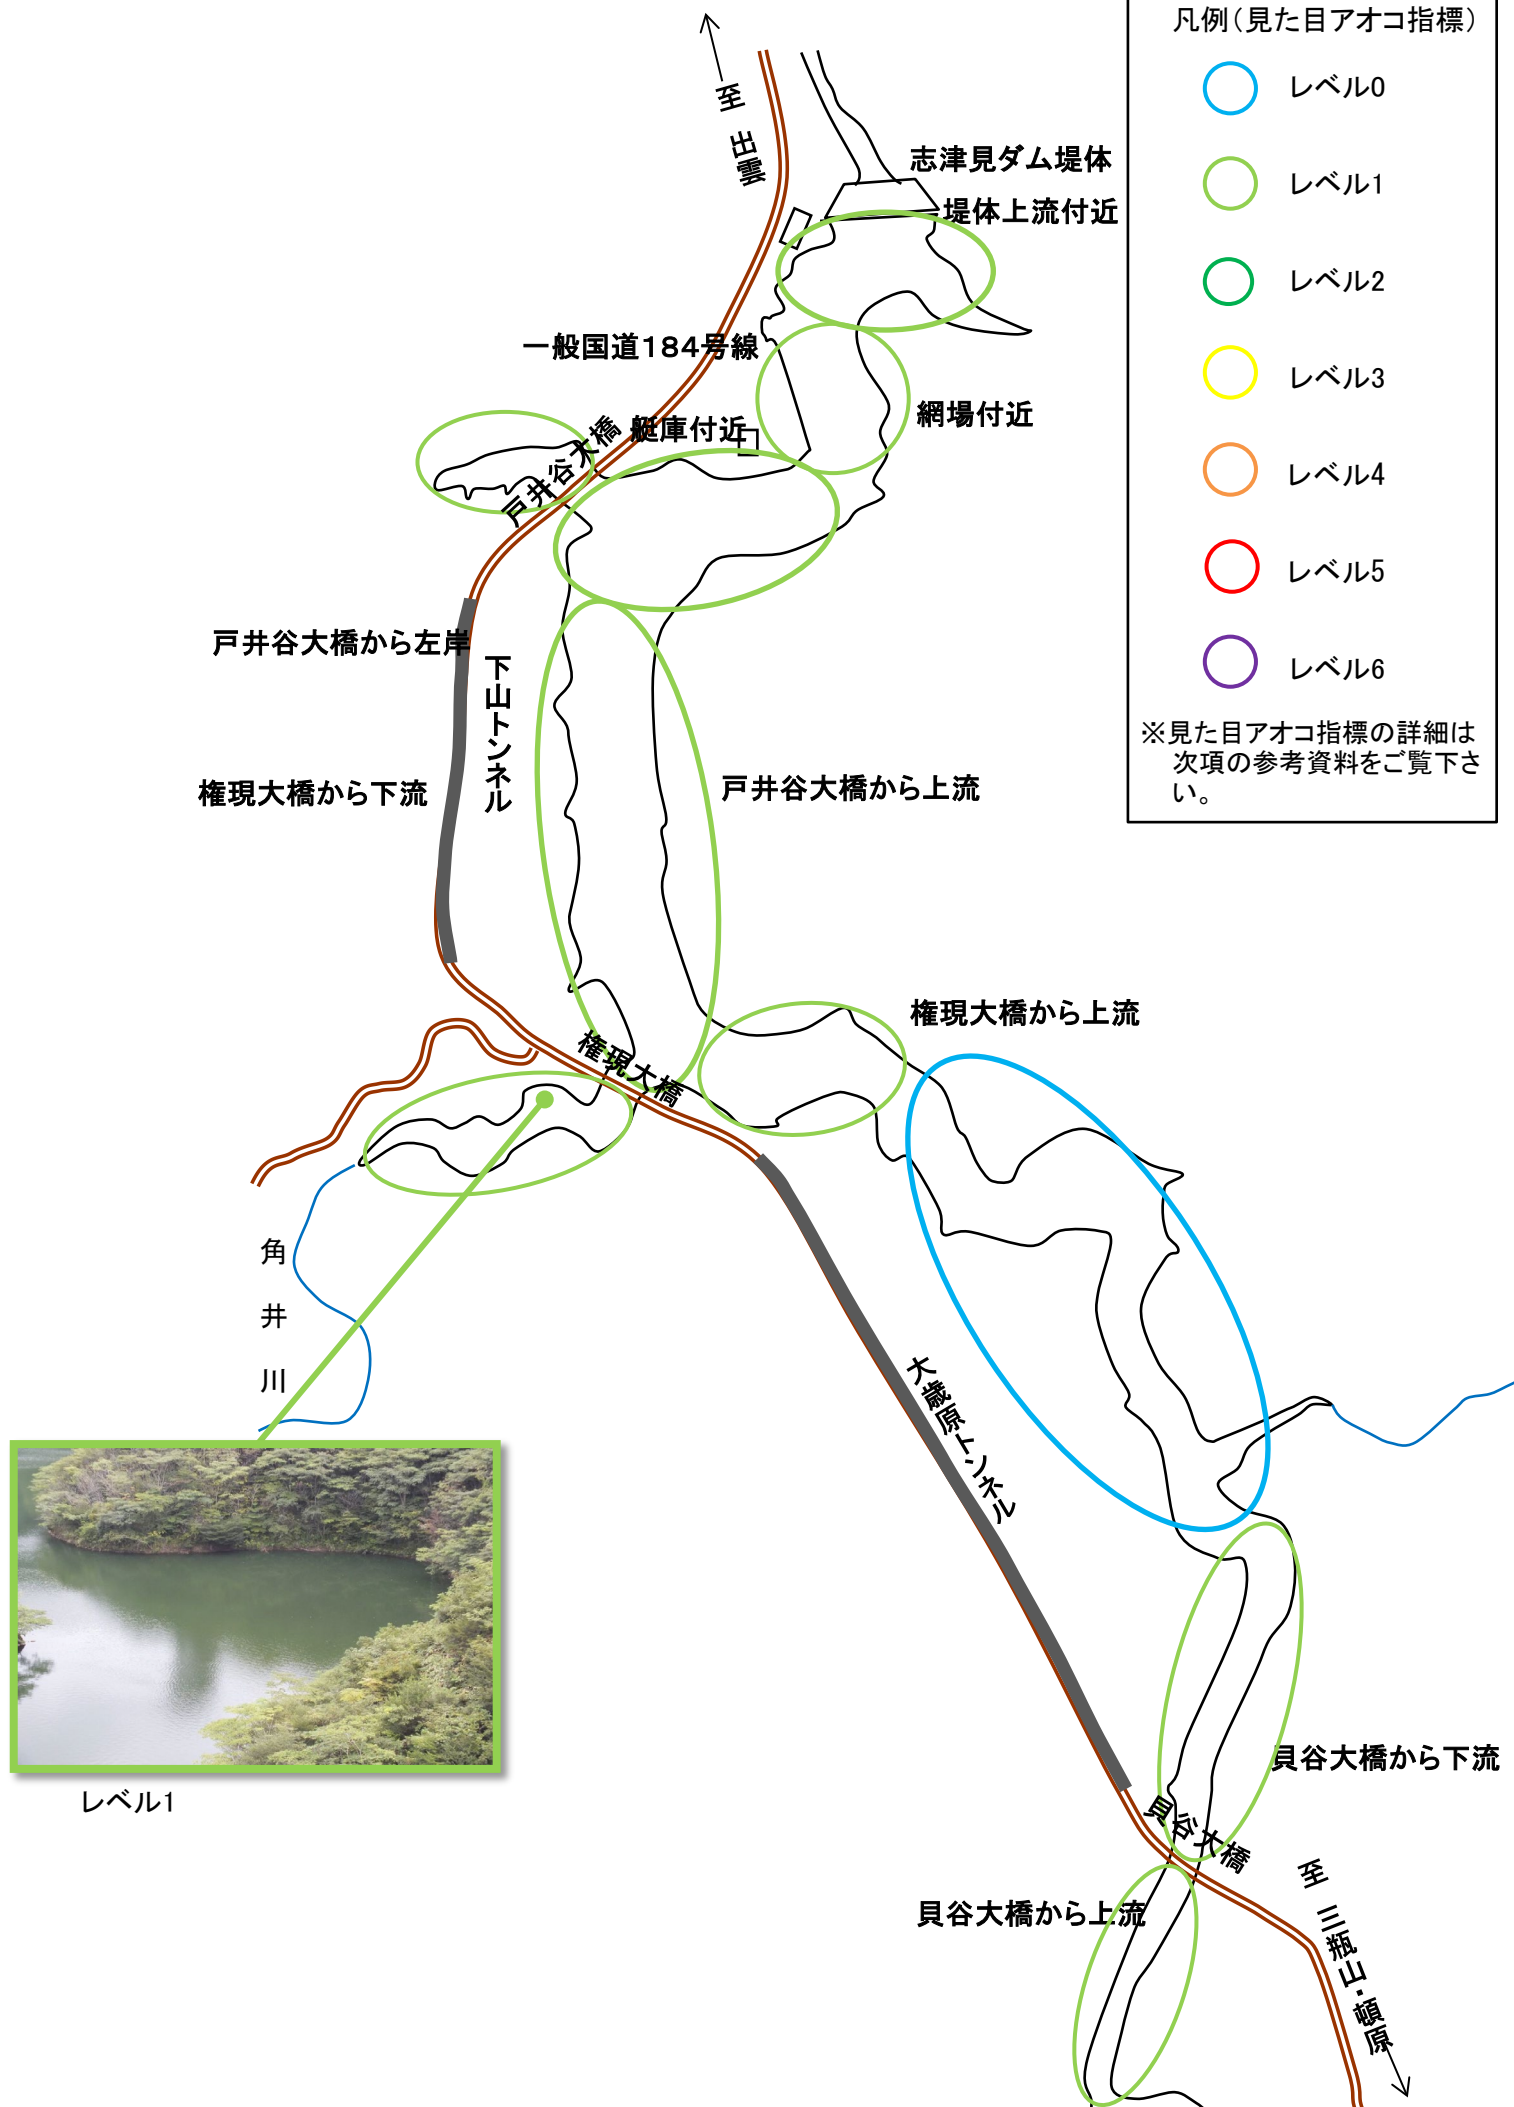 凡例(見た目アオコ指標)
レベル0
レベル1
レベル2
レベル3
レベル4
レベル5
レベル6
※見た目アオコ指標の詳細は
次項の参考資料をご覧下さ
い。
至 出雲
志津見ダム堤体
堤体上流付近
一般国道184号線
網場付近
艇庫付近
戸井谷大橋
戸井谷大橋から左岸
下山トンネル
権現大橋から下流
戸井谷大橋から上流
権現大橋から上流
権現大橋
角井川
大歳原トンネル
レベル1
貝谷大橋から下流
貝谷大橋
貝谷大橋から上流
至 三瓶山・頓原